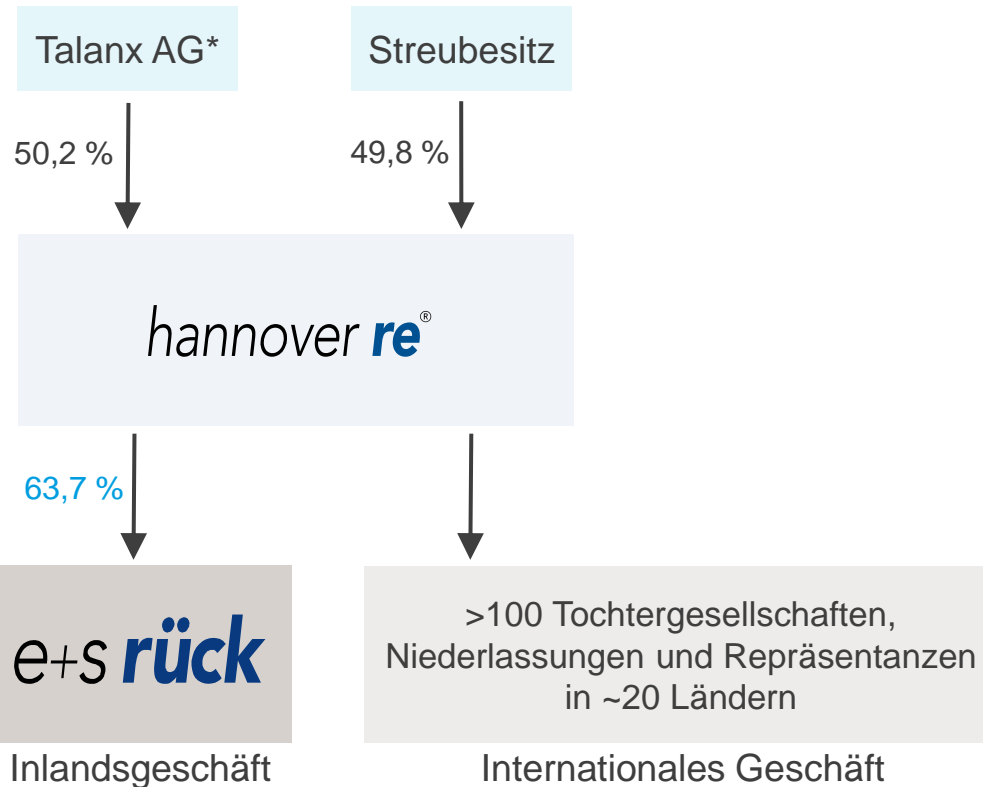 Talanx AG*
Streubesitz
50,2 %
49,8 %
hannover re®
63,7 %
e+s rück
>100 Tochtergesellschaften,
Niederlassungen und Repräsentanzen
in ~20 Ländern
Inlandsgeschäft
Internationales Geschäft